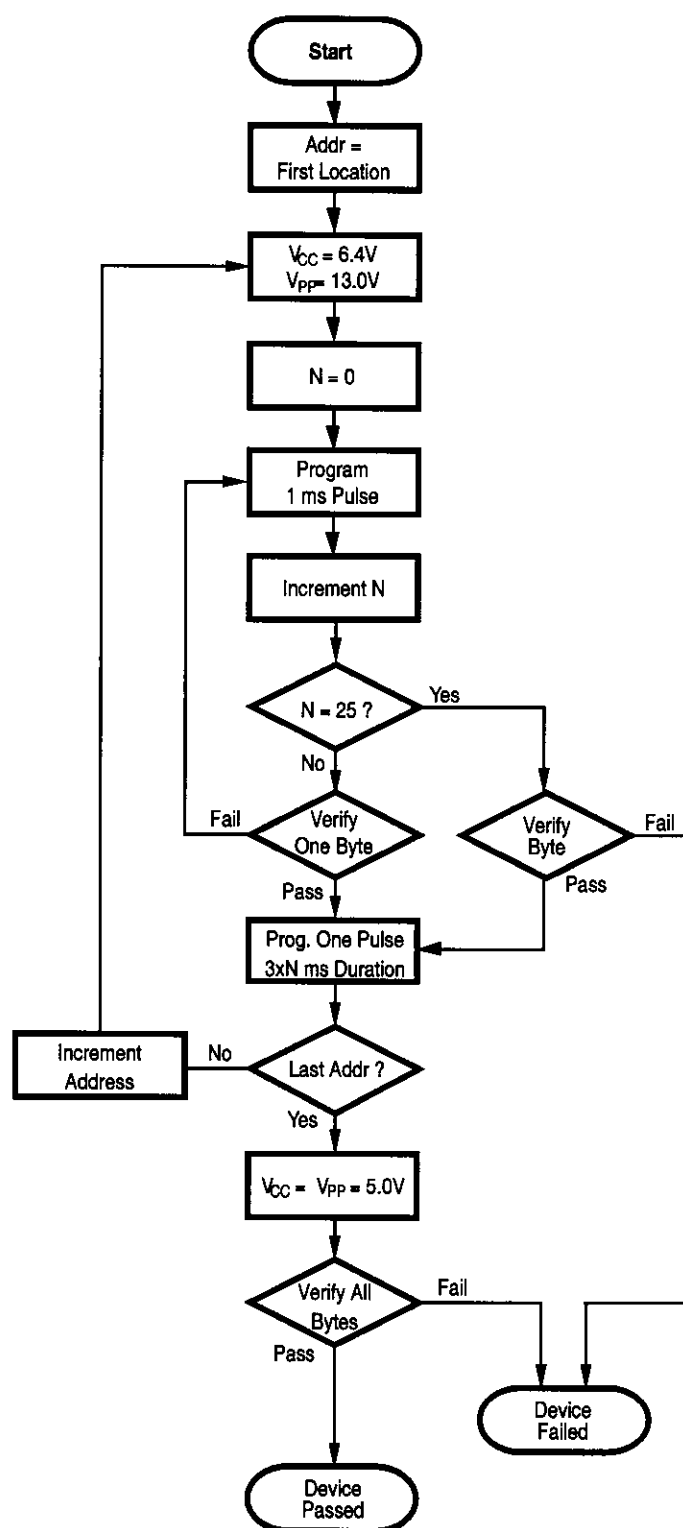 Start
Addr =
First Location
VCC = 6.4V
VPP= 13.0V
N = 0
Program
1 ms Pulse
Increment N
N = 25 ?
Yes
No
Fail
Verify
One Byte
Verify
Byte
Fail
Pass
Pass
Prog. One Pulse
3xN ms Duration
Increment
Address
No
Last Addr ?
Yes
VCC = VPP = 5.0V
Verify All
Bytes
Fail
Pass
Device
Failed
Device
Passed